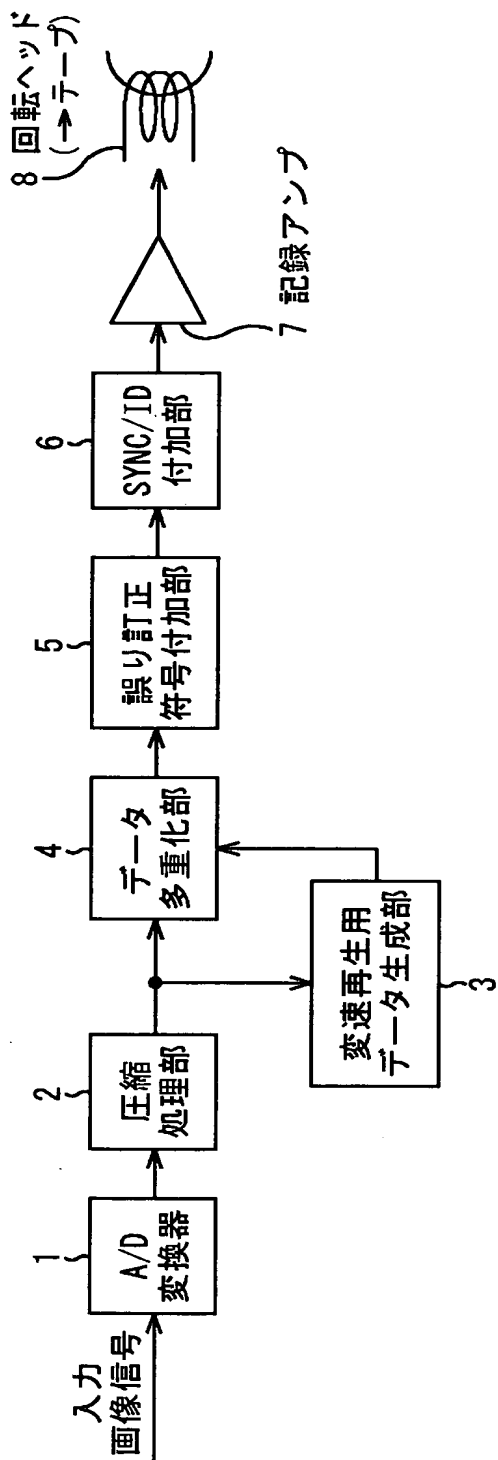 入力
画像信号
1
A/D
変換器
2
圧縮
処理部
3
変速再生用
データ生成部
4
データ
多重化部
5
誤り訂正
符号付加部
6
SYNC/ID
付加部
7 記録アンプ
8 回転ヘッド
(→テープ)